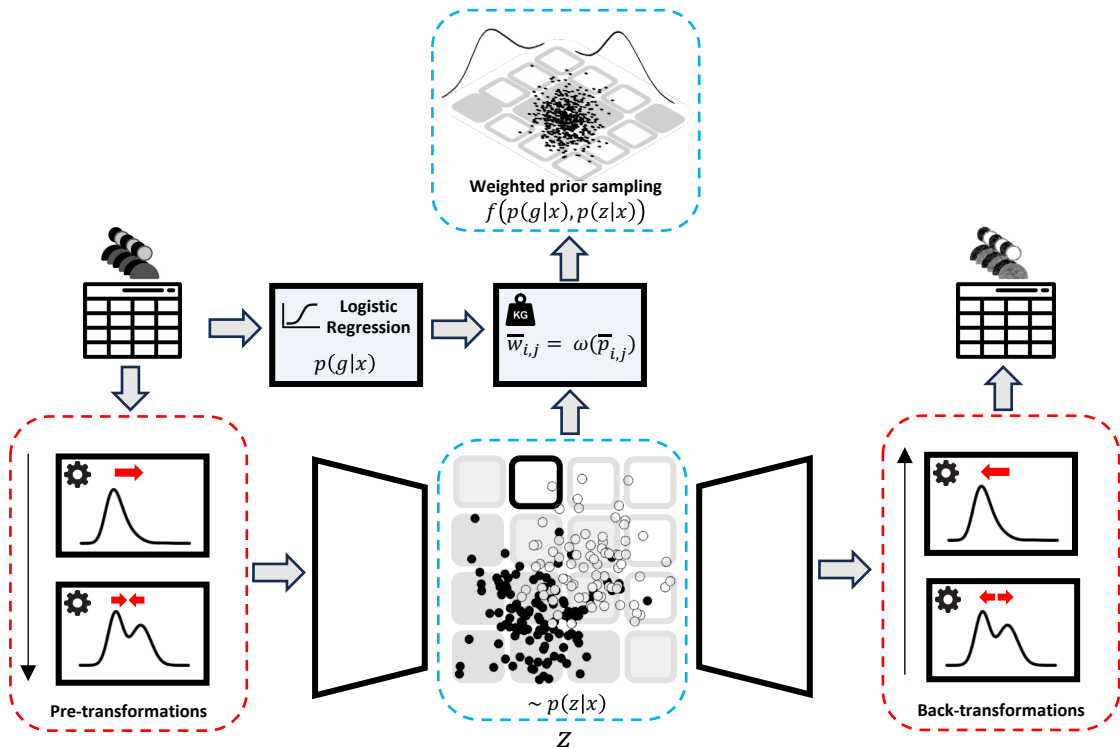 Weighted prior sampling
f(p(g|x), p(z|x))
Logistic
Regression
p(g|x)
KG
w̅_{i,j} = ω(p̅_{i,j})
Pre-transformations
~ p(z|x)
z
Back-transformations